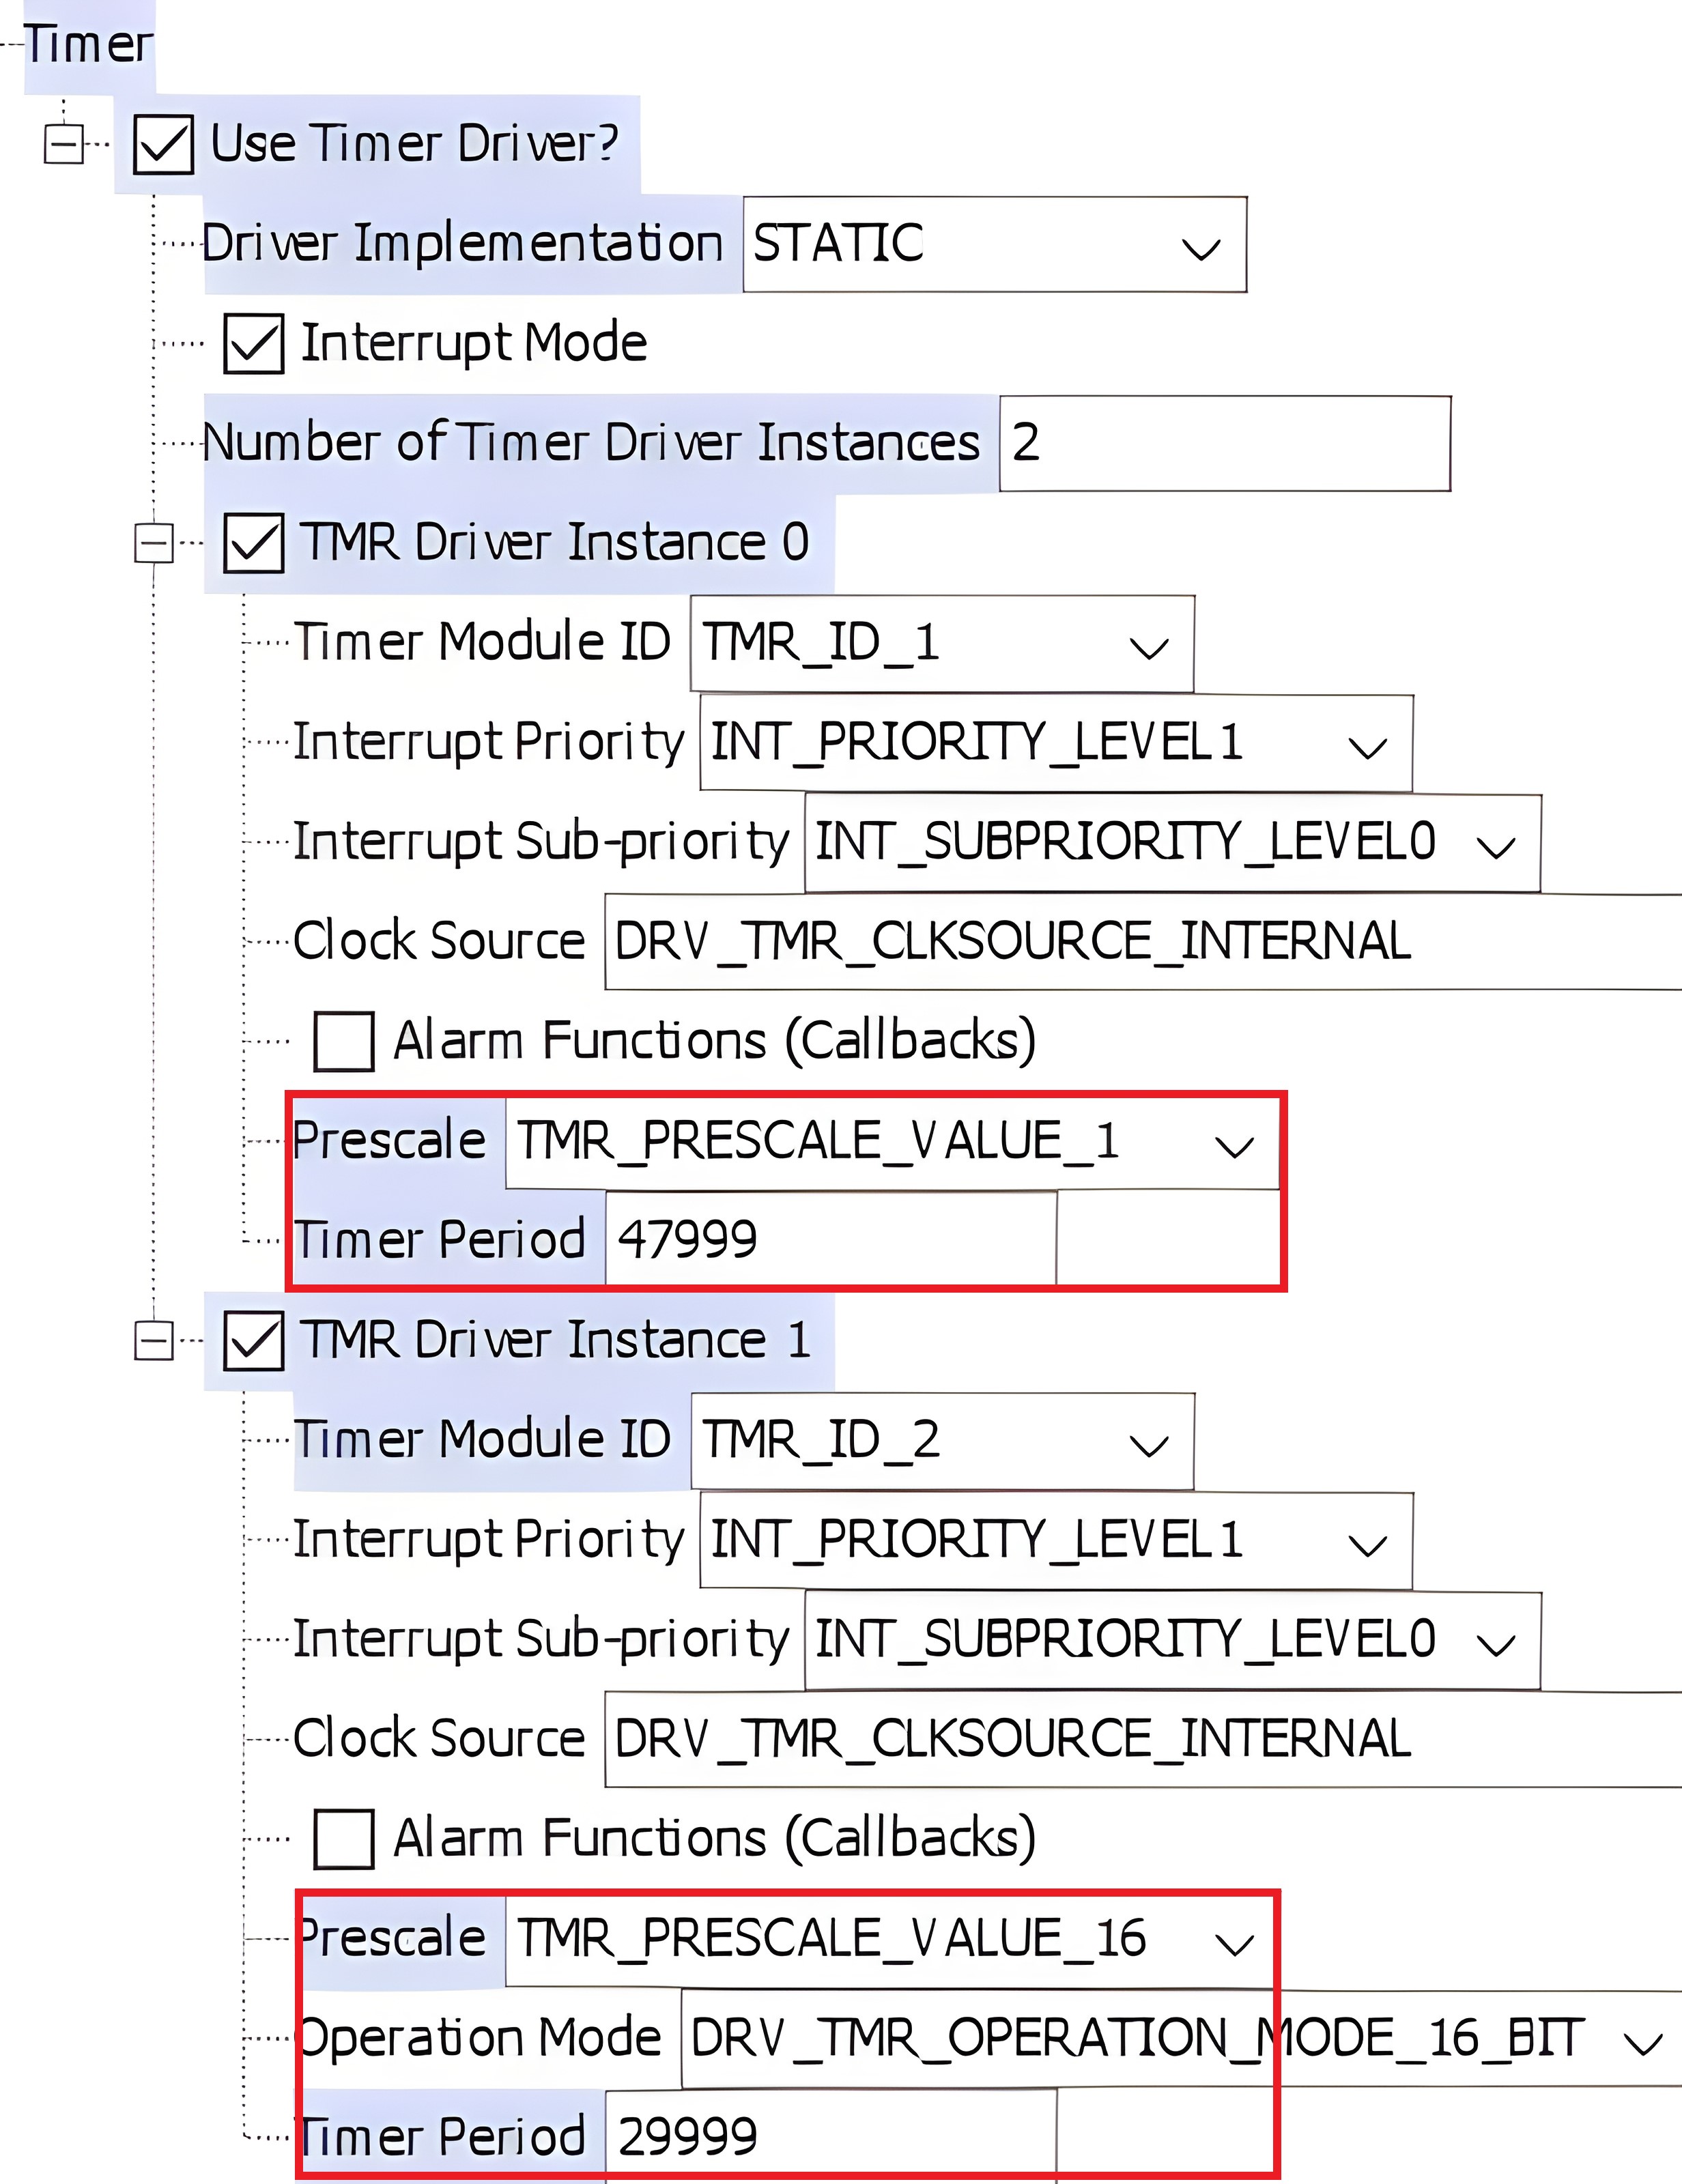 Timer
Use Timer Driver?
Driver Implementation STATIC
Interrupt Mode
Number of Timer Driver Instances 2
TMR Driver Instance 0
Timer Module ID TMR_ID_1
Interrupt Priority INT_PRIORITY_LEVEL1
Interrupt Sub-priority INT_SUBPRIORITY_LEVEL0
Clock Source DRV_TMR_CLKSOURCE_INTERNAL
Alarm Functions (Callbacks)
Prescale TMR_PRESCALE_VALUE_1
Timer Period 47999
TMR Driver Instance 1
Timer Module ID TMR_ID_2
Interrupt Priority INT_PRIORITY_LEVEL1
Interrupt Sub-priority INT_SUBPRIORITY_LEVEL0
Clock Source DRV_TMR_CLKSOURCE_INTERNAL
Alarm Functions (Callbacks)
Prescale TMR_PRESCALE_VALUE_16
Operation Mode DRV_TMR_OPERATION_MODE_16_BIT
Timer Period 29999